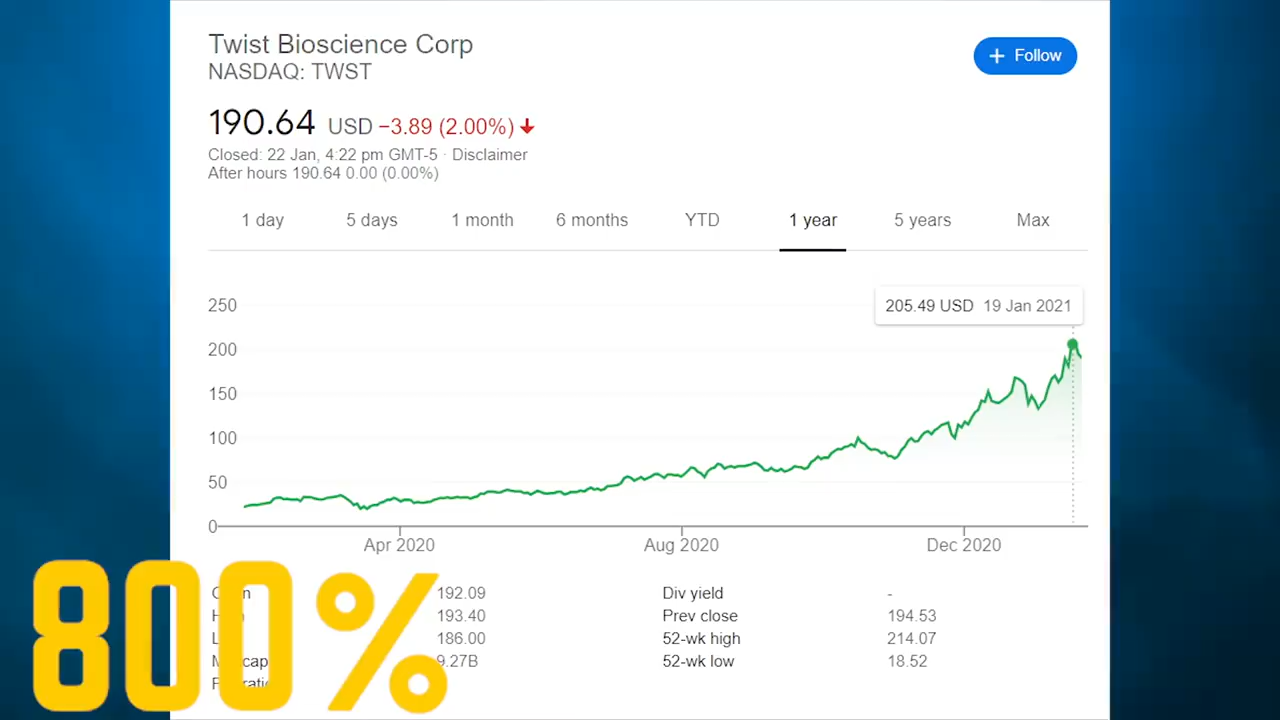 Twist Bioscience Corp
NASDAQ: TWST
+ Follow
190.64 USD −3.89 (2.00%)
Closed: 22 Jan, 4:22 pm GMT-5 · Disclaimer
After hours 190.64 0.00 (0.00%)
1 day 5 days 1 month 6 months YTD 1 year 5 years Max
205.49 USD 19 Jan 2021
250
200
150
100
50
0
Apr 2020 Aug 2020 Dec 2020
192.09 Div yield -
193.40 Prev close 194.53
186.00 52-wk high 214.07
9.27B 52-wk low 18.52
800%